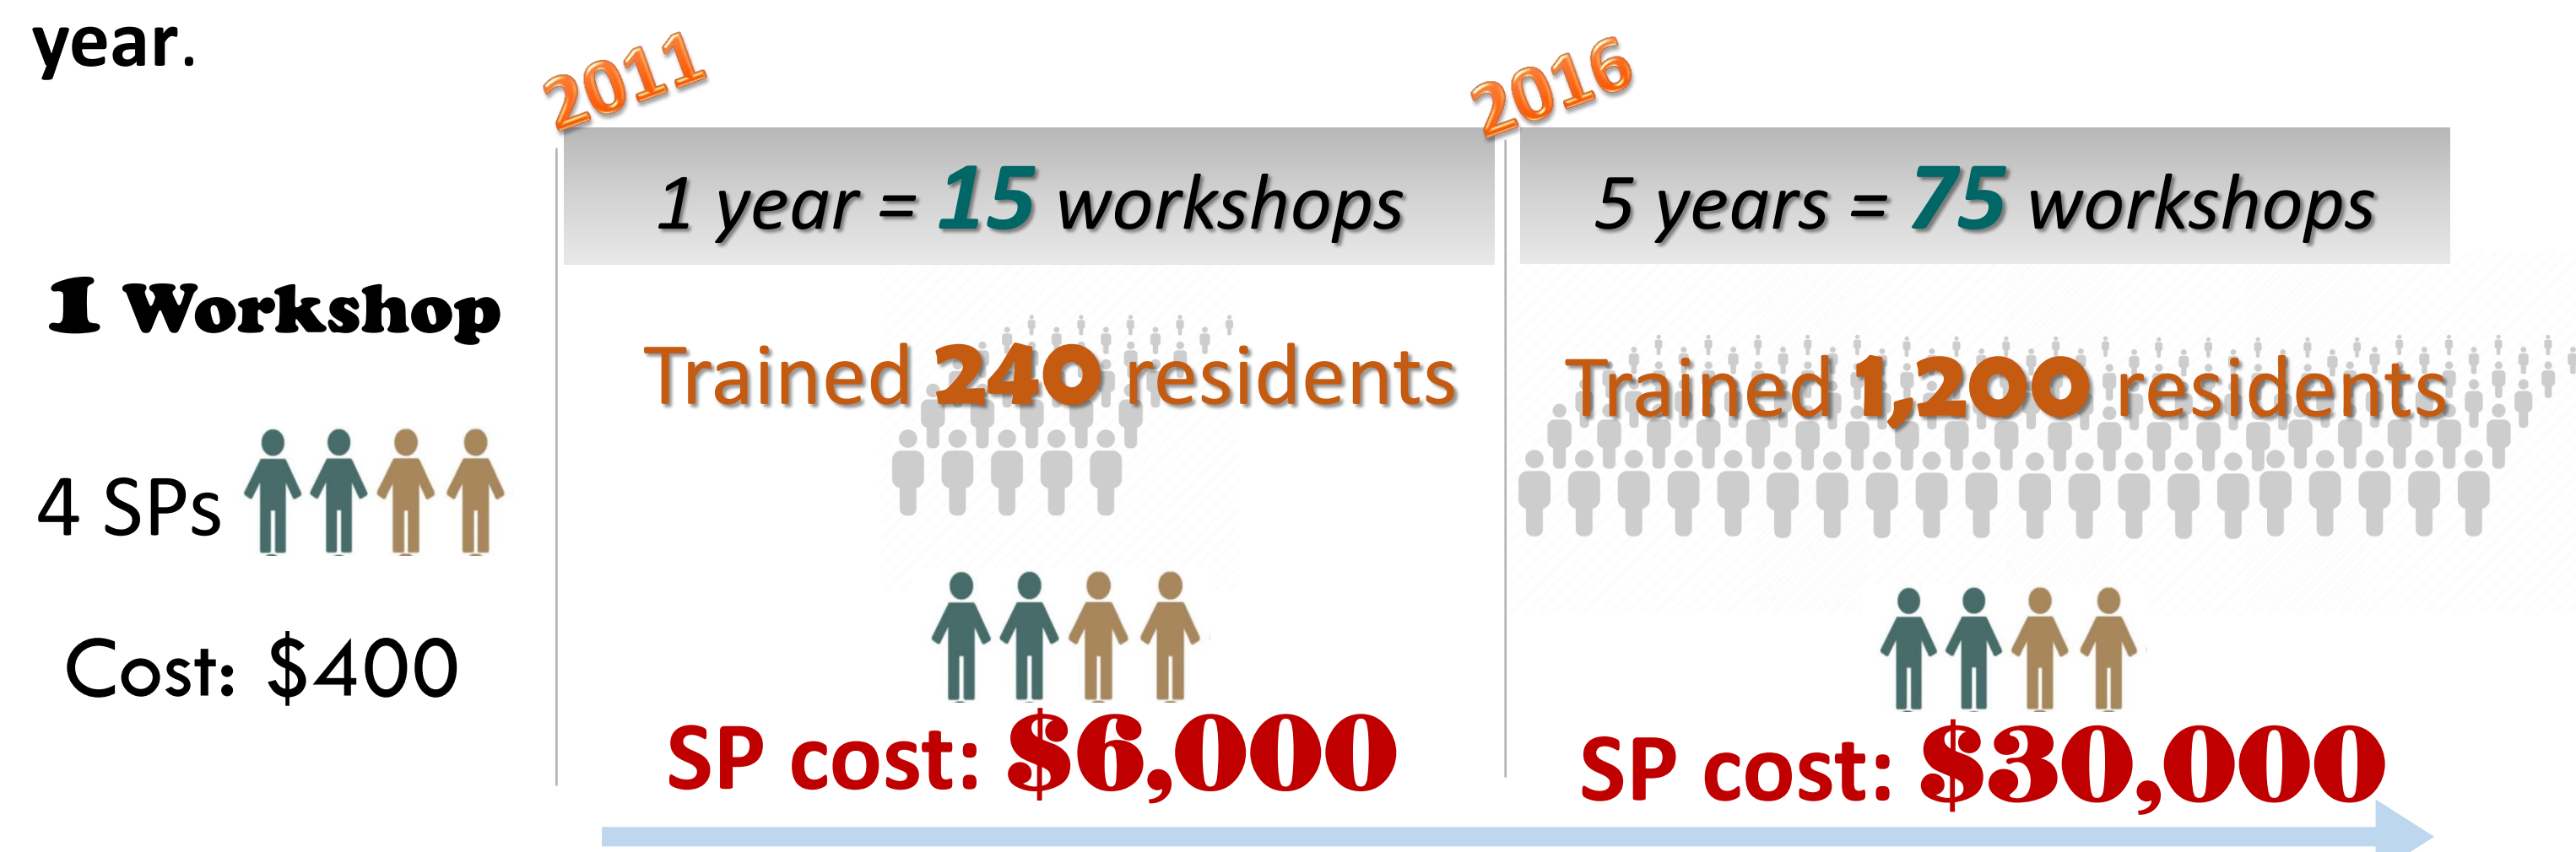 year.
2011
2016
1 year = 15 workshops
5 years = 75 workshops
1 Workshop
Trained 240 residents
Trained 1,200 residents
4 SPs
Cost: $400
SP cost: $6,000
SP cost: $30,000